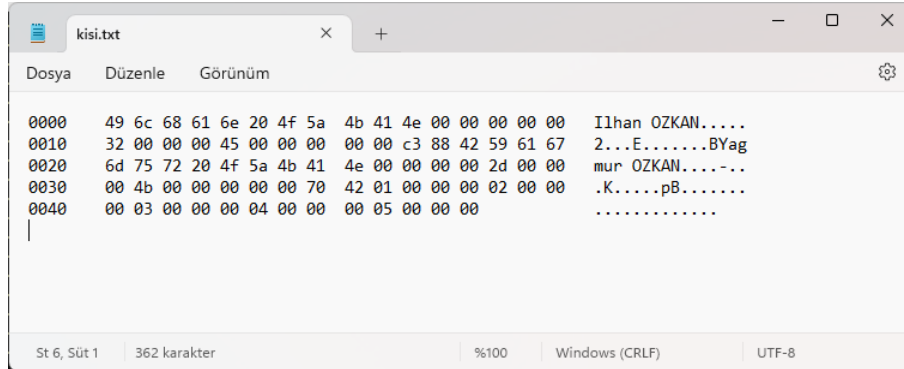 kisi.txt
Dosya Düzenle Görünüm
0000 49 6c 68 61 6e 20 4f 5a 4b 41 4e 00 00 00 00 00 Ilhan OZKAN.....
0010 32 00 00 00 45 00 00 00 00 00 c3 88 42 59 61 67 2...E.......BYag
0020 6d 75 72 20 4f 5a 4b 41 4e 00 00 00 00 2d 00 00 mur OZKAN....-..
0030 00 4b 00 00 00 00 00 70 42 01 00 00 00 02 00 00 .K.....pB.......
0040 00 03 00 00 00 04 00 00 00 05 00 00 00 .............
St 6, Süt 1 362 karakter %100 Windows (CRLF) UTF-8